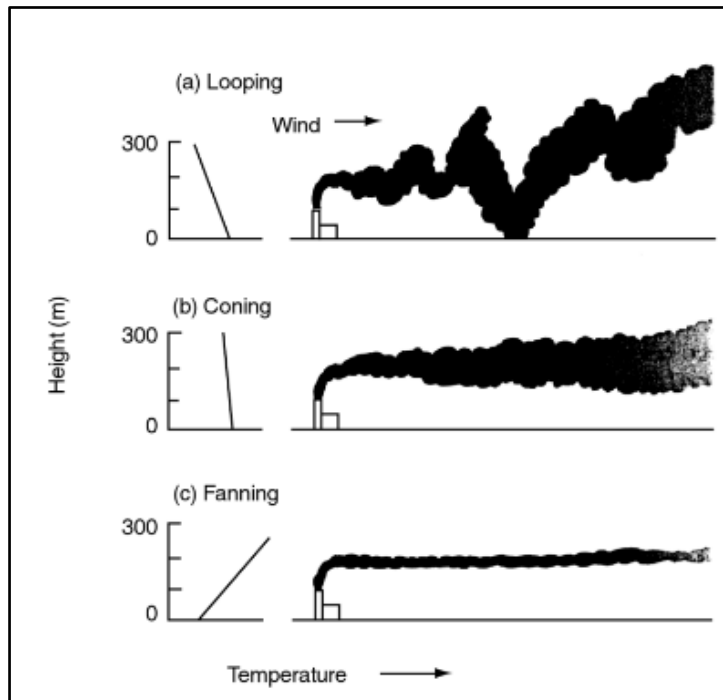 (a) Looping
Wind
300
0
(b) Coning
300
0
Height (m)
(c) Fanning
300
0
Temperature